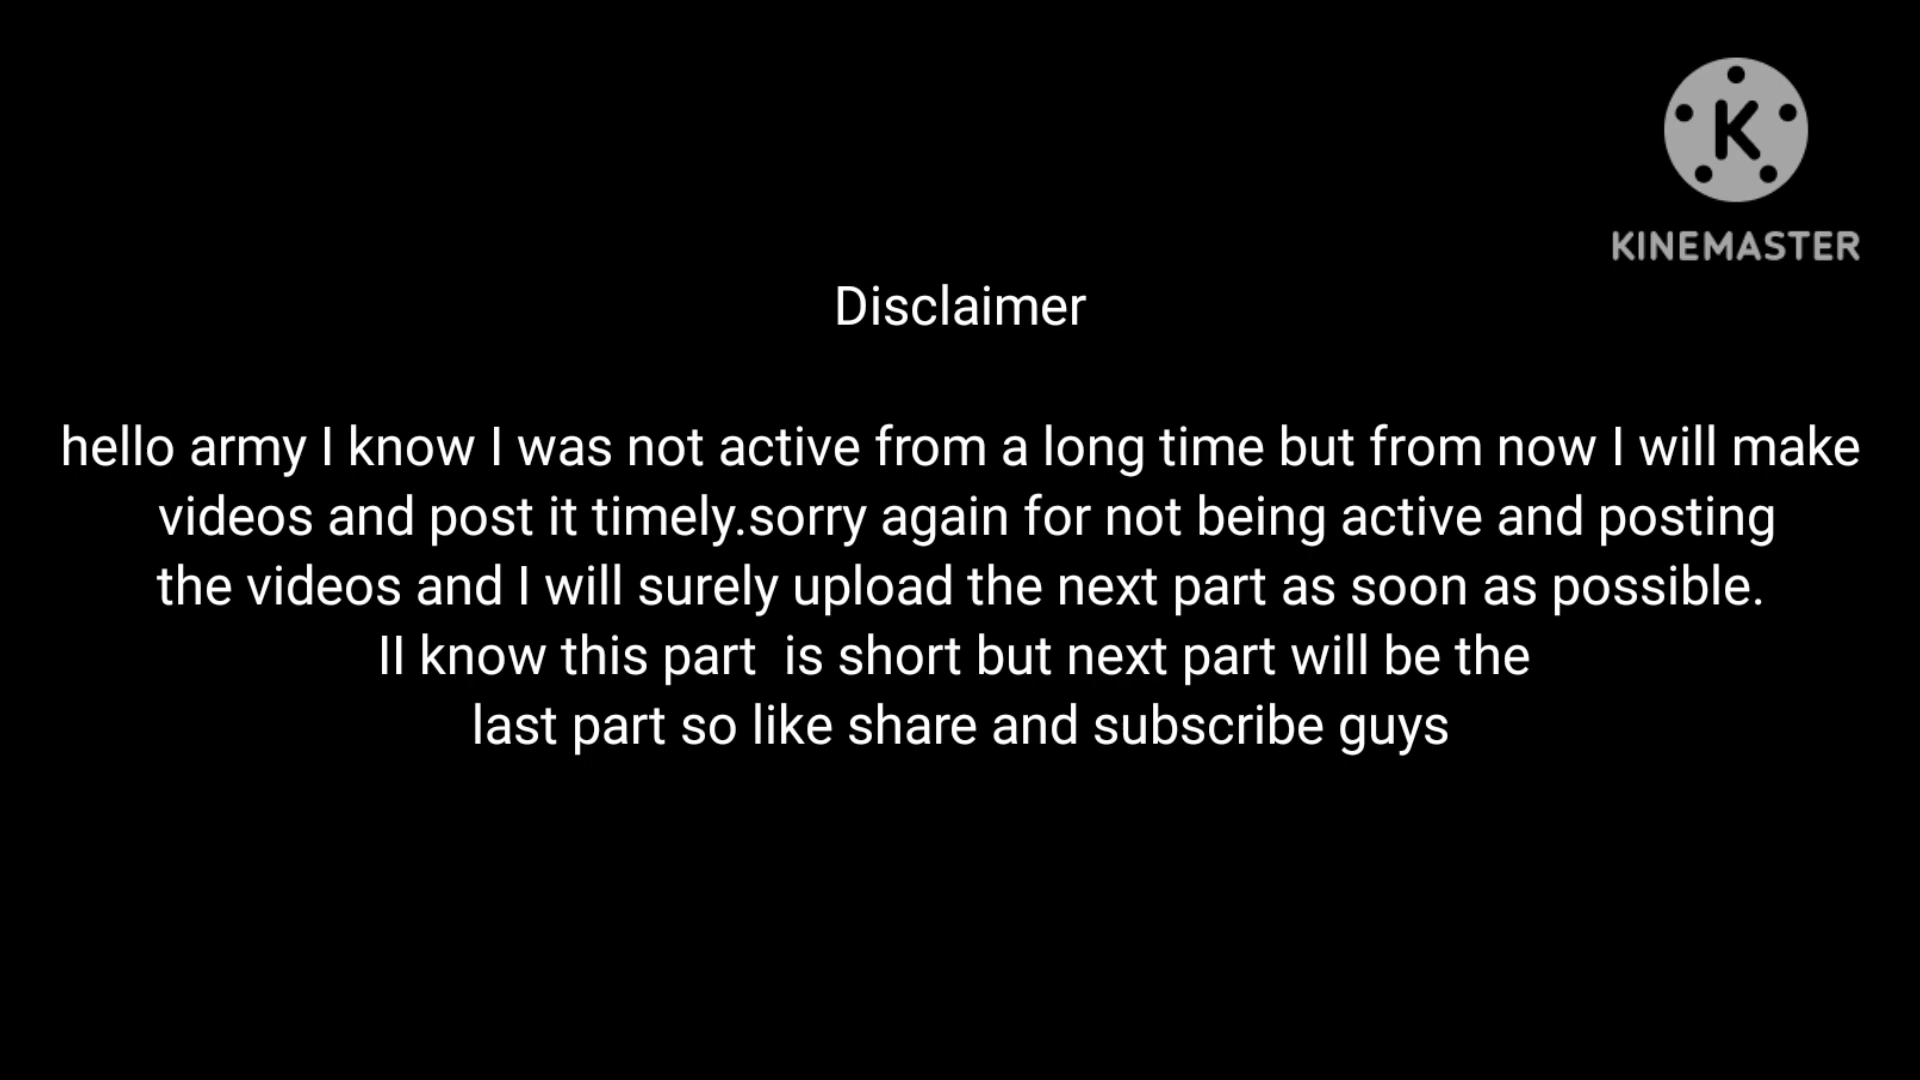 K
KINEMASTER
Disclaimer
hello army I know I was not active from a long time but from now I will make
videos and post it timely.sorry again for not being active and posting
the videos and I will surely upload the next part as soon as possible.
II know this part  is short but next part will be the
last part so like share and subscribe guys